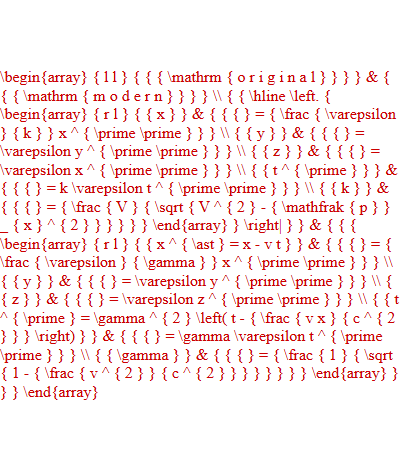 \begin{array} { l l } { { { \mathrm { o r i g i n a l } } } } & {
{ { \mathrm { m o d e r n } } } } \\ { { \hline \left. {
\begin{array} { r l } { { x } } & { { { } = { \frac { \varepsilon
} { k } } x ^ { \prime \prime } } } \\ { { y } } & { { { } =
\varepsilon y ^ { \prime \prime } } } \\ { { z } } & { { { } =
\varepsilon x ^ { \prime \prime } } } \\ { { t ^ { \prime } } } &
{ { { } = k \varepsilon t ^ { \prime \prime } } } \\ { { k } } &
{ { { } = { \frac { V } { \sqrt { V ^ { 2 } - { \mathfrak { p } }
_ { x } ^ { 2 } } } } } } \end{array} } \right| } } & { { {
\begin{array} { r l } { { x ^ { \ast } = x - v t } } & { { { } = {
\frac { \varepsilon } { \gamma } } x ^ { \prime \prime } } } \\
{ { y } } & { { { } = \varepsilon y ^ { \prime \prime } } } \\ {
{ z } } & { { { } = \varepsilon z ^ { \prime \prime } } } \\ { { t
^ { \prime } = \gamma ^ { 2 } \left( t - { \frac { v x } { c ^ { 2
} } } \right) } } & { { { } = \gamma \varepsilon t ^ { \prime
\prime } } } \\ { { \gamma } } & { { { } = { \frac { 1 } { \sqrt
{ 1 - { \frac { v ^ { 2 } } { c ^ { 2 } } } } } } } } \end{array} }
} } \end{array}